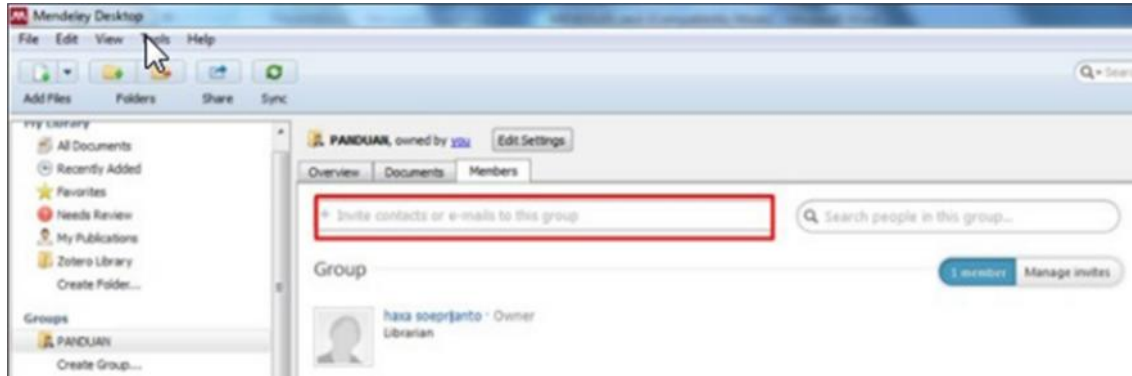 Mendeley Desktop
File Edit View Tools Help
Add Files Folders Share Sync
My Library
All Documents
Recently Added
Favorites
Needs Review
My Publications
Zotero Library
Create Folder...
Groups
PANDUAN
Create Group...
PANDUAN, owned by you Edit Settings
Overview Documents Members
+ Invite contacts or e-mails to this group
Search people in this group...
Group
1 member Manage invites
haxa soeprijanto · Owner
Librarian